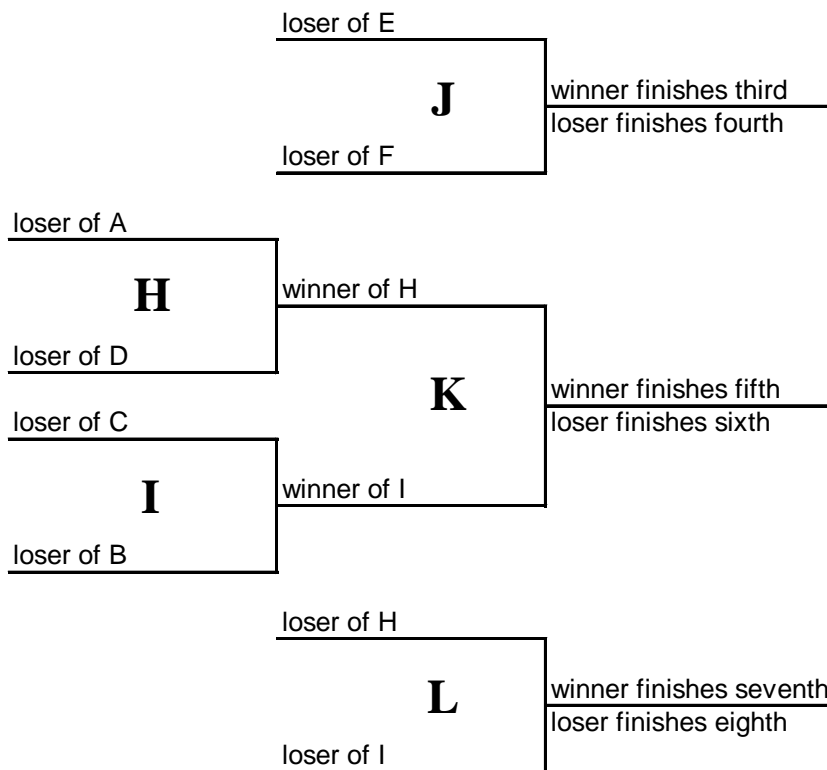 loser of E
J
winner finishes third
loser finishes fourth
loser of F
loser of A
H
winner of H
loser of D
K
winner finishes fifth
loser finishes sixth
loser of C
I
winner of I
loser of B
loser of H
L
winner finishes seventh
loser finishes eighth
loser of I